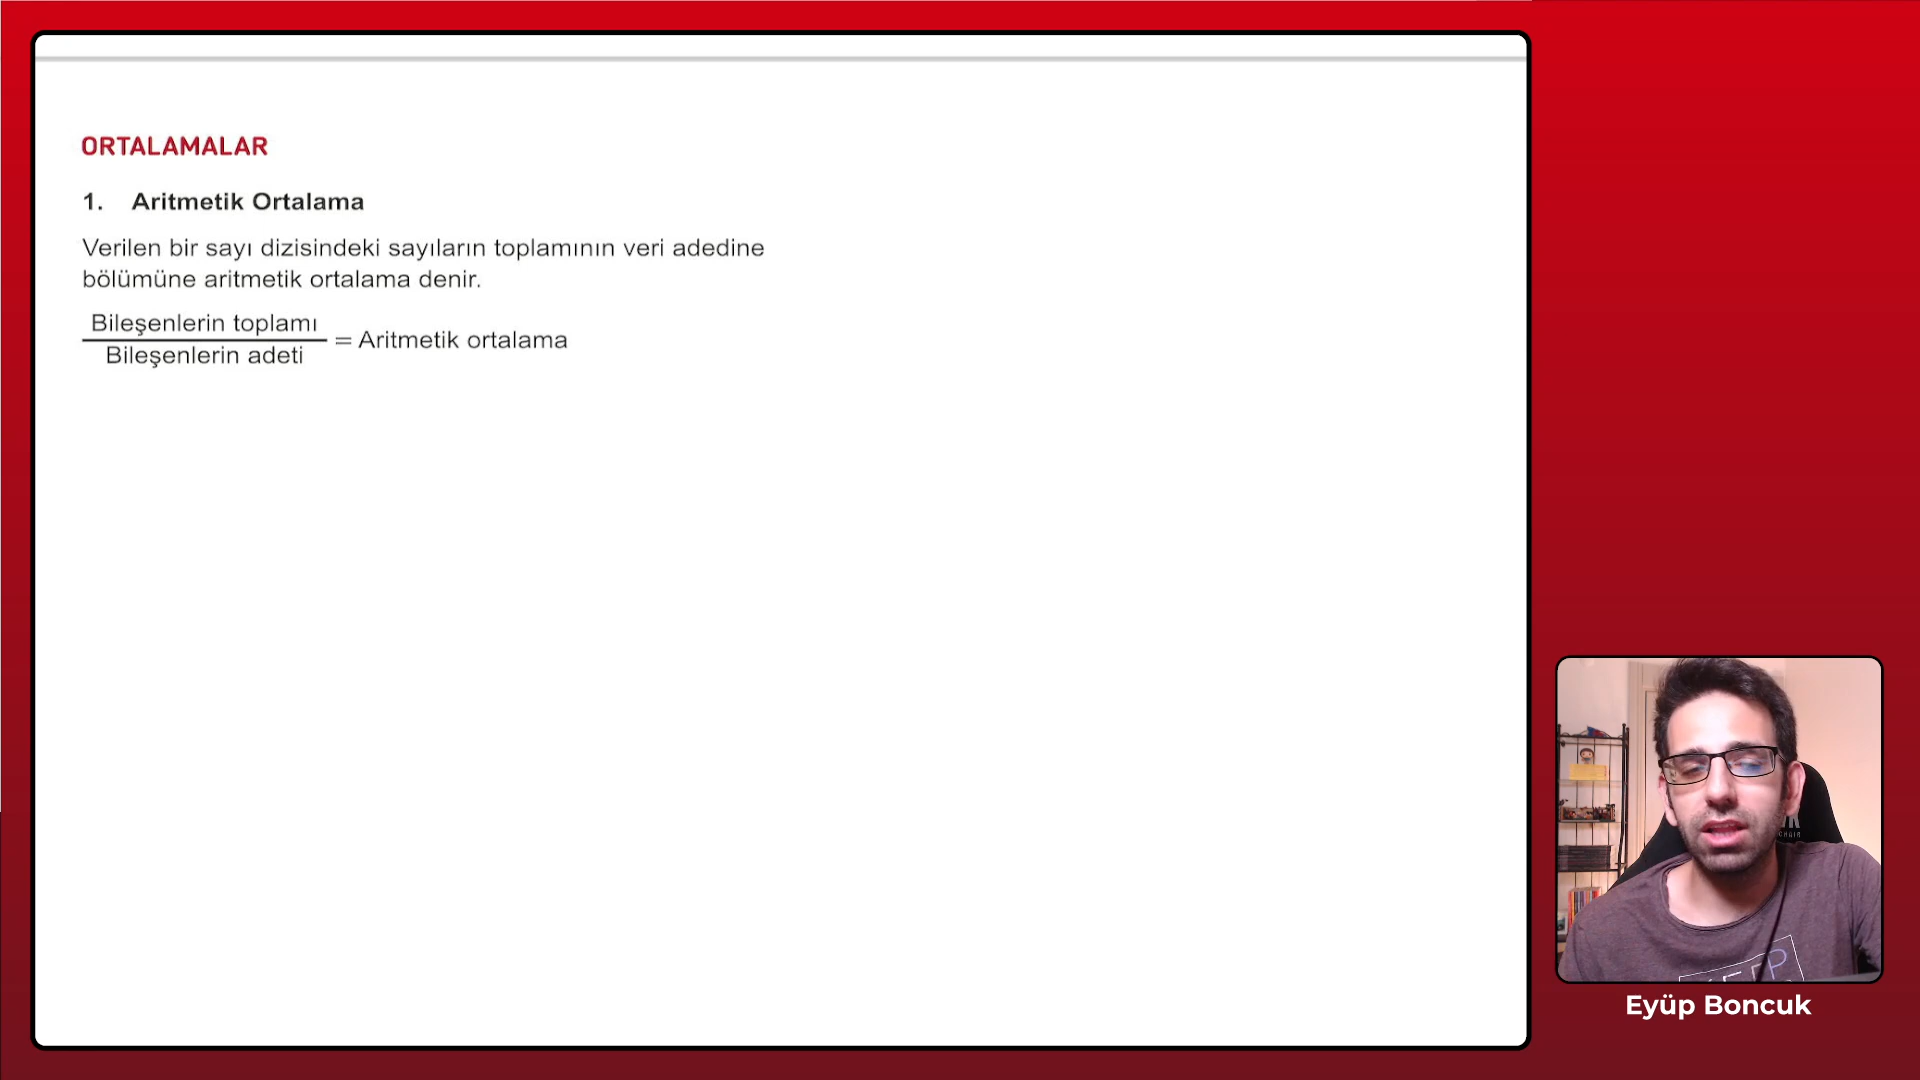 ORTALAMALAR
1. Aritmetik Ortalama
Verilen bir sayı dizisindeki sayıların toplamının veri adedine
bölümüne aritmetik ortalama denir.
Bileşenlerin toplamı
Bileşenlerin adeti
= Aritmetik ortalama
Eyüp Boncuk